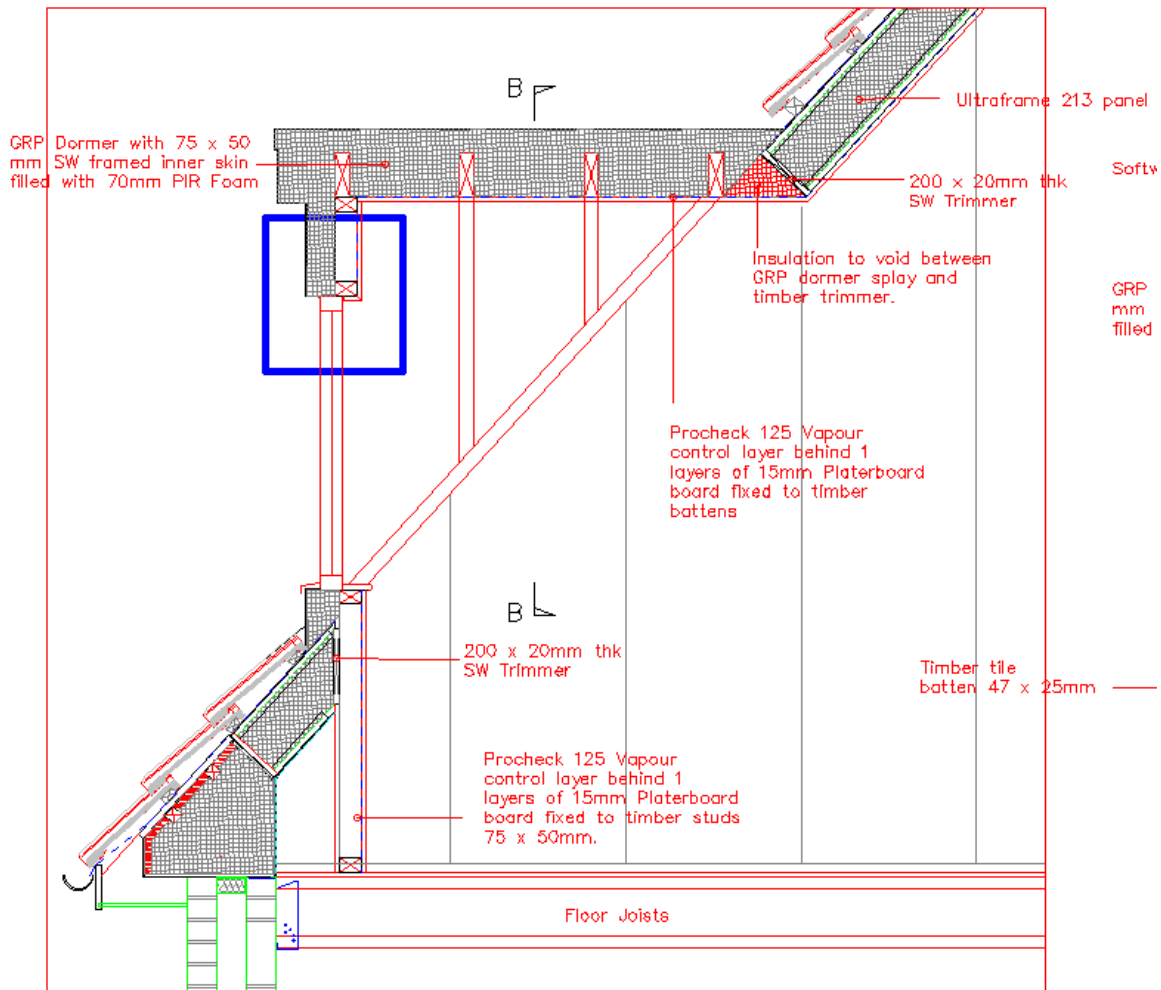 B
Ultraframe 213 panel
GRP Dormer with 75 x 50
mm SW framed inner skin
filled with 70mm PIR Foam
Softw
200 x 20mm thk
SW Trimmer
Insulation to void between
GRP dormer splay and
timber trimmer.
GRP
mm
filled
Procheck 125 Vapour
control layer behind 1
layers of 15mm Platerboard
board fixed to timber
battens
B
200 x 20mm thk
SW Trimmer
Timber tile
batten 47 x 25mm
Procheck 125 Vapour
control layer behind 1
layers of 15mm Platerboard
board fixed to timber studs
75 x 50mm.
Floor Joists